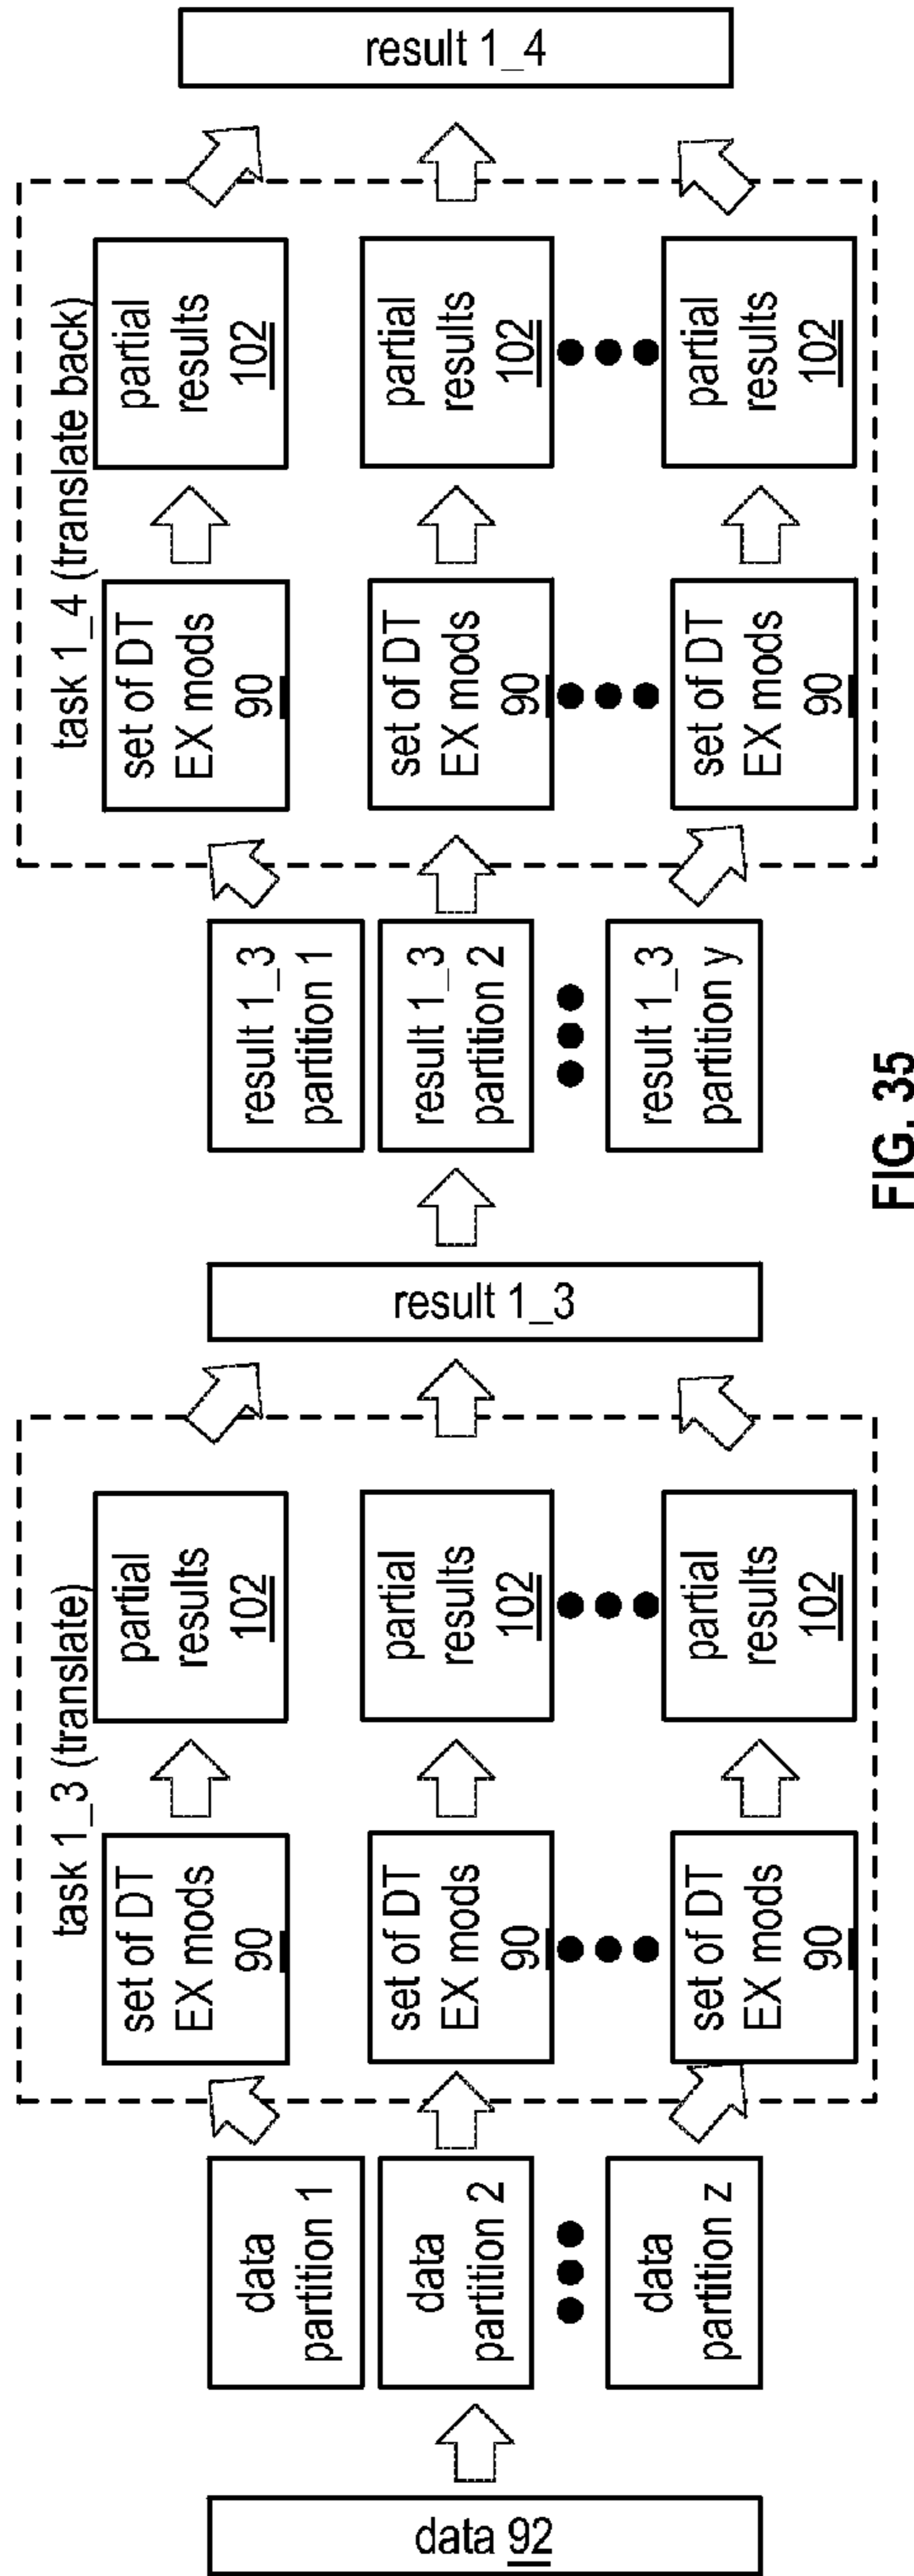 data 92
data
partition 1
data
partition 2
data
partition z
task 1_3 (translate)
set of DT
EX mods
90
partial
results
102
set of DT
EX mods
90
partial
results
102
set of DT
EX mods
90
partial
results
102
result 1_3
result 1_3
partition 1
result 1_3
partition 2
result 1_3
partition y
task 1_4 (translate back)
set of DT
EX mods
90
partial
results
102
set of DT
EX mods
90
partial
results
102
set of DT
EX mods
90
partial
results
102
result 1_4
FIG. 35